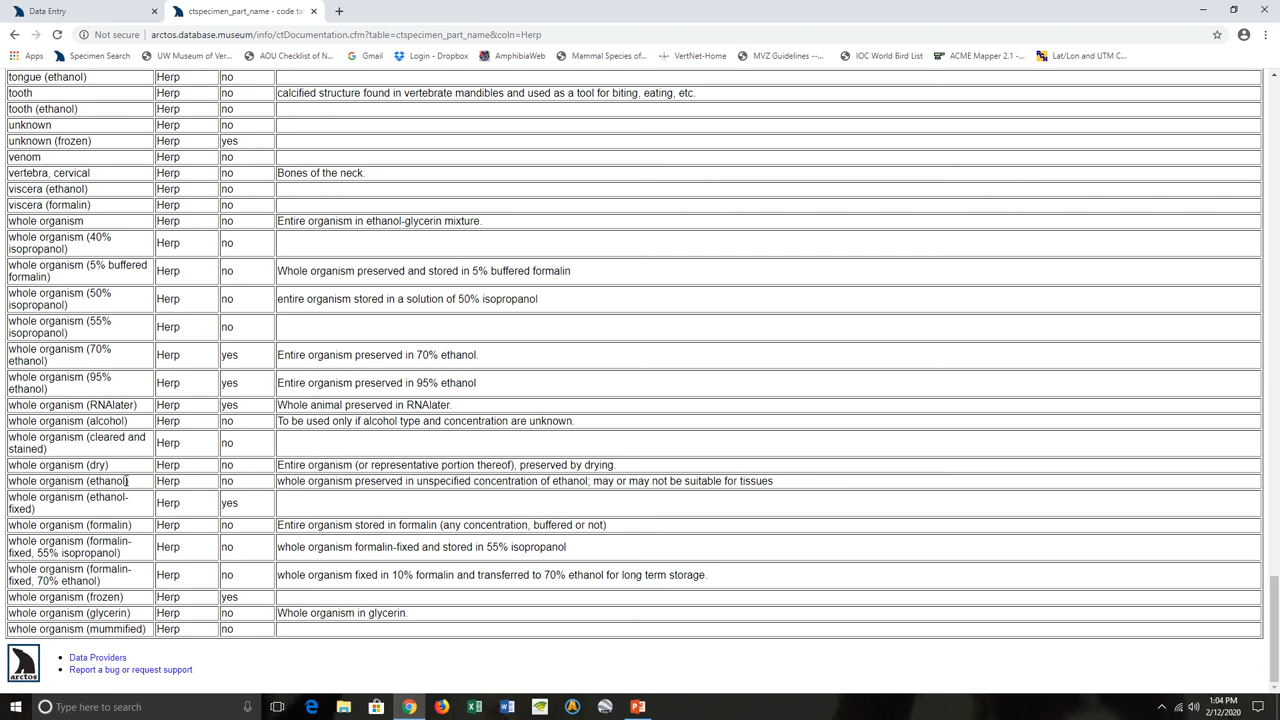 Data Entry
ctspecimen_part_name - code ta
Not secure
arctos.database.museum/info/ctDocumentation.cfm?table=ctspecimen_part_name&coln=Herp
Apps
Specimen Search
UW Museum of Ver...
AOU Checklist of N...
Gmail
Login - Dropbox
AmphibiaWeb
Mammal Species of...
VertNet-Home
MVZ Guidelines --...
IOC World Bird List
ACME Mapper 2.1 -...
Lat/Lon and UTM C...
tongue (ethanol) Herp no
tooth Herp no calcified structure found in vertebrate mandibles and used as a tool for biting, eating, etc.
tooth (ethanol) Herp no
unknown Herp no
unknown (frozen) Herp yes
venom Herp no
vertebra, cervical Herp no Bones of the neck.
viscera (ethanol) Herp no
viscera (formalin) Herp no
whole organism Herp no Entire organism in ethanol-glycerin mixture.
whole organism (40%
isopropanol) Herp no
whole organism (5% buffered
formalin) Herp no Whole organism preserved and stored in 5% buffered formalin
whole organism (50%
isopropanol) Herp no entire organism stored in a solution of 50% isopropanol
whole organism (55%
isopropanol) Herp no
whole organism (70%
ethanol) Herp yes Entire organism preserved in 70% ethanol.
whole organism (95%
ethanol) Herp yes Entire organism preserved in 95% ethanol
whole organism (RNAlater) Herp yes Whole animal preserved in RNAlater.
whole organism (alcohol) Herp no To be used only if alcohol type and concentration are unknown.
whole organism (cleared and
stained) Herp no
whole organism (dry) Herp no Entire organism (or representative portion thereof), preserved by drying.
whole organism (ethanol) Herp no whole organism preserved in unspecified concentration of ethanol; may or may not be suitable for tissues
whole organism (ethanol-
fixed) Herp yes
whole organism (formalin) Herp no Entire organism stored in formalin (any concentration, buffered or not)
whole organism (formalin-
fixed, 55% isopropanol) Herp no whole organism formalin-fixed and stored in 55% isopropanol
whole organism (formalin-
fixed, 70% ethanol) Herp no whole organism fixed in 10% formalin and transferred to 70% ethanol for long term storage.
whole organism (frozen) Herp yes
whole organism (glycerin) Herp no Whole organism in glycerin.
whole organism (mummified) Herp no
arctos
Data Providers
Report a bug or request support
Type here to search
1:04 PM
2/12/2020